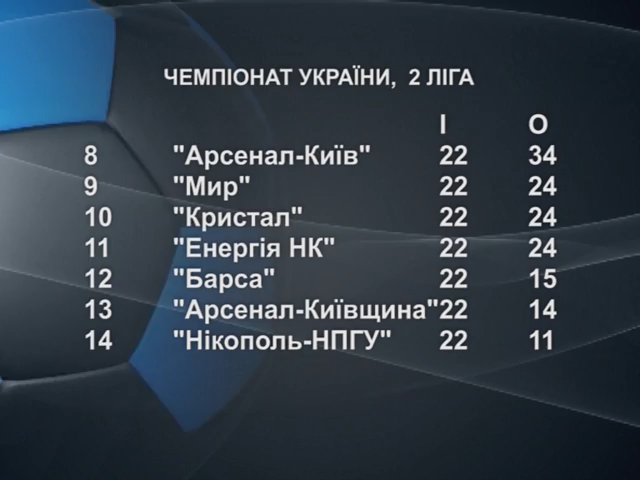 ЧЕМПІОНАТ УКРАЇНИ, 2 ЛІГА
І О
8 "Арсенал-Київ" 22 34
9 "Мир" 22 24
10 "Кристал" 22 24
11 "Енергія НК" 22 24
12 "Барса" 22 15
13 "Арсенал-Київщина" 22 14
14 "Нікополь-НПГУ" 22 11